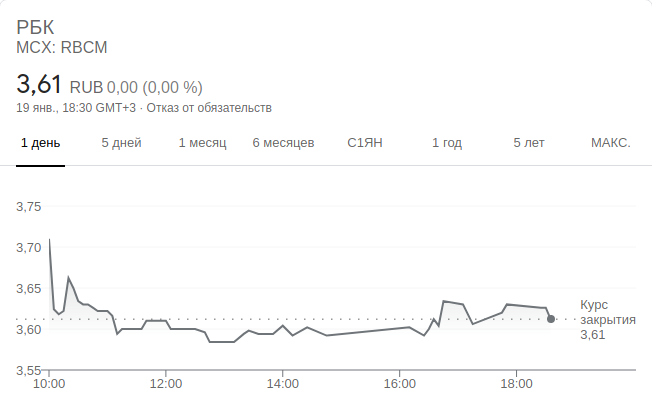 РБК
MCX: RBCM
3,61 RUB 0,00 (0,00 %)
19 янв., 18:30 GMT+3 · Отказ от обязательств
1 день 5 дней 1 месяц 6 месяцев С1ЯН 1 год 5 лет МАКС.
3,75
3,70
3,65
3,60
3,55
Курс
закрытия
3,61
10:00 12:00 14:00 16:00 18:00